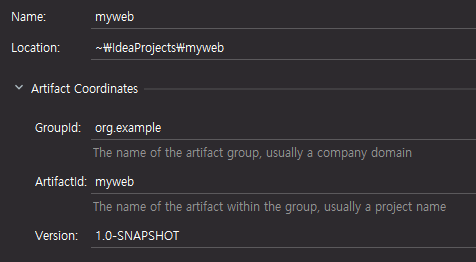 Name: myweb
Location: ~₩IdeaProjects₩myweb
Artifact Coordinates
GroupId: org.example
The name of the artifact group, usually a company domain
ArtifactId: myweb
The name of the artifact within the group, usually a project name
Version: 1.0-SNAPSHOT